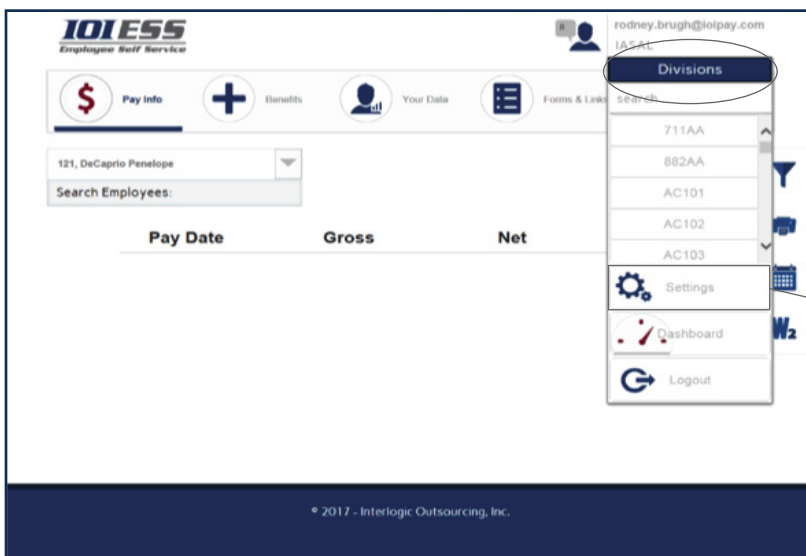 IOIESS
Employee Self Service
0
rodney.brugh@ioipay.com
IASAL
Divisions
search...
Pay Info
Benefits
Your Data
Forms & Links
711AA
882AA
AC101
AC102
AC103
121, DeCaprio Penelope
Search Employees:
Pay Date Gross Net
Settings
Dashboard
Logout
W2
© 2017 - Interlogic Outsourcing, Inc.